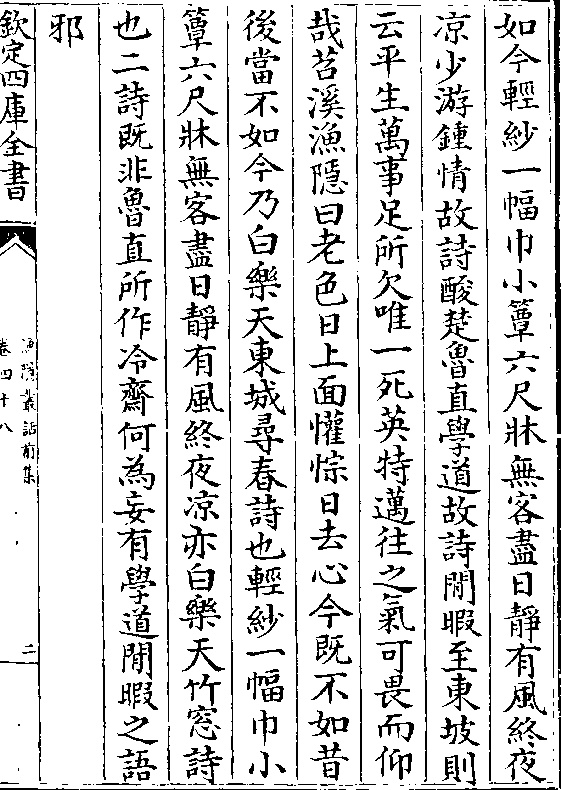 如今輕紗一幅巾小簟六尺牀無客盡日靜有風終夜
凉少游鍾情故詩酸楚魯直學道故詩閒暇至東坡則
云平生萬事足所欠唯一死英特邁往之氣可畏而仰
哉苕溪漁隱曰老色日上面懽悰日去心今既不如昔
後當不如今乃白樂天東城尋春詩也輕紗一幅巾小
簟六尺牀無客盡日靜有風終夜凉亦白樂天竹窓詩
也二詩既非魯直所作冷齋何為妄有學道閒暇之語
邪
欽定四庫全書
漁隱叢話前集
卷四十八
二